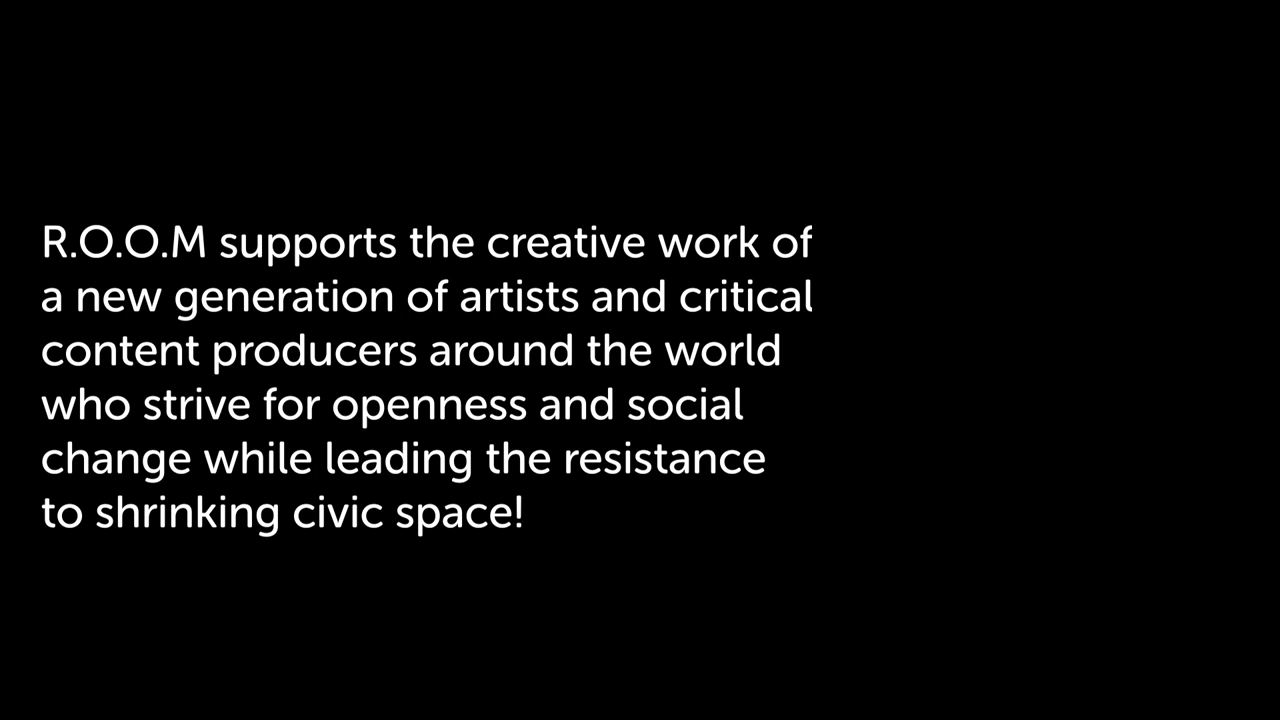 R.O.O.M supports the creative work of
a new generation of artists and critical
content producers around the world
who strive for openness and social
change while leading the resistance
to shrinking civic space!